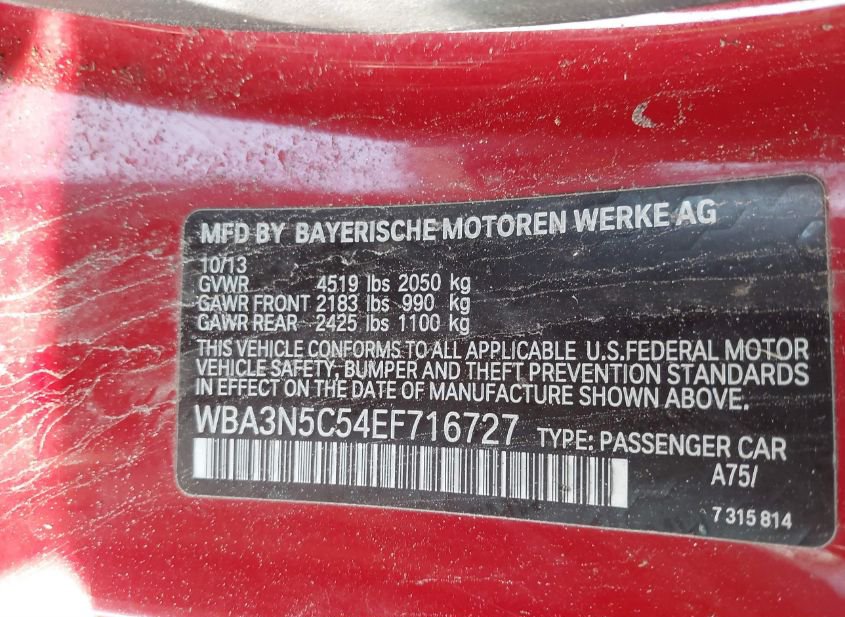 MFD BY BAYERISCHE MOTOREN WERKE AG
10/13
GVWR 4519 lbs 2050 kg
GAWR FRONT 2183 lbs 990 kg
GAWR REAR 2425 lbs 1100 kg
THIS VEHICLE CONFORMS TO ALL APPLICABLE U.S.FEDERAL MOTOR
VEHICLE SAFETY, BUMPER AND THEFT PREVENTION STANDARDS
IN EFFECT ON THE DATE OF MANUFACTURE SHOWN ABOVE.
WBA3N5C54EF716727 TYPE: PASSENGER CAR
A75/
7 315 814